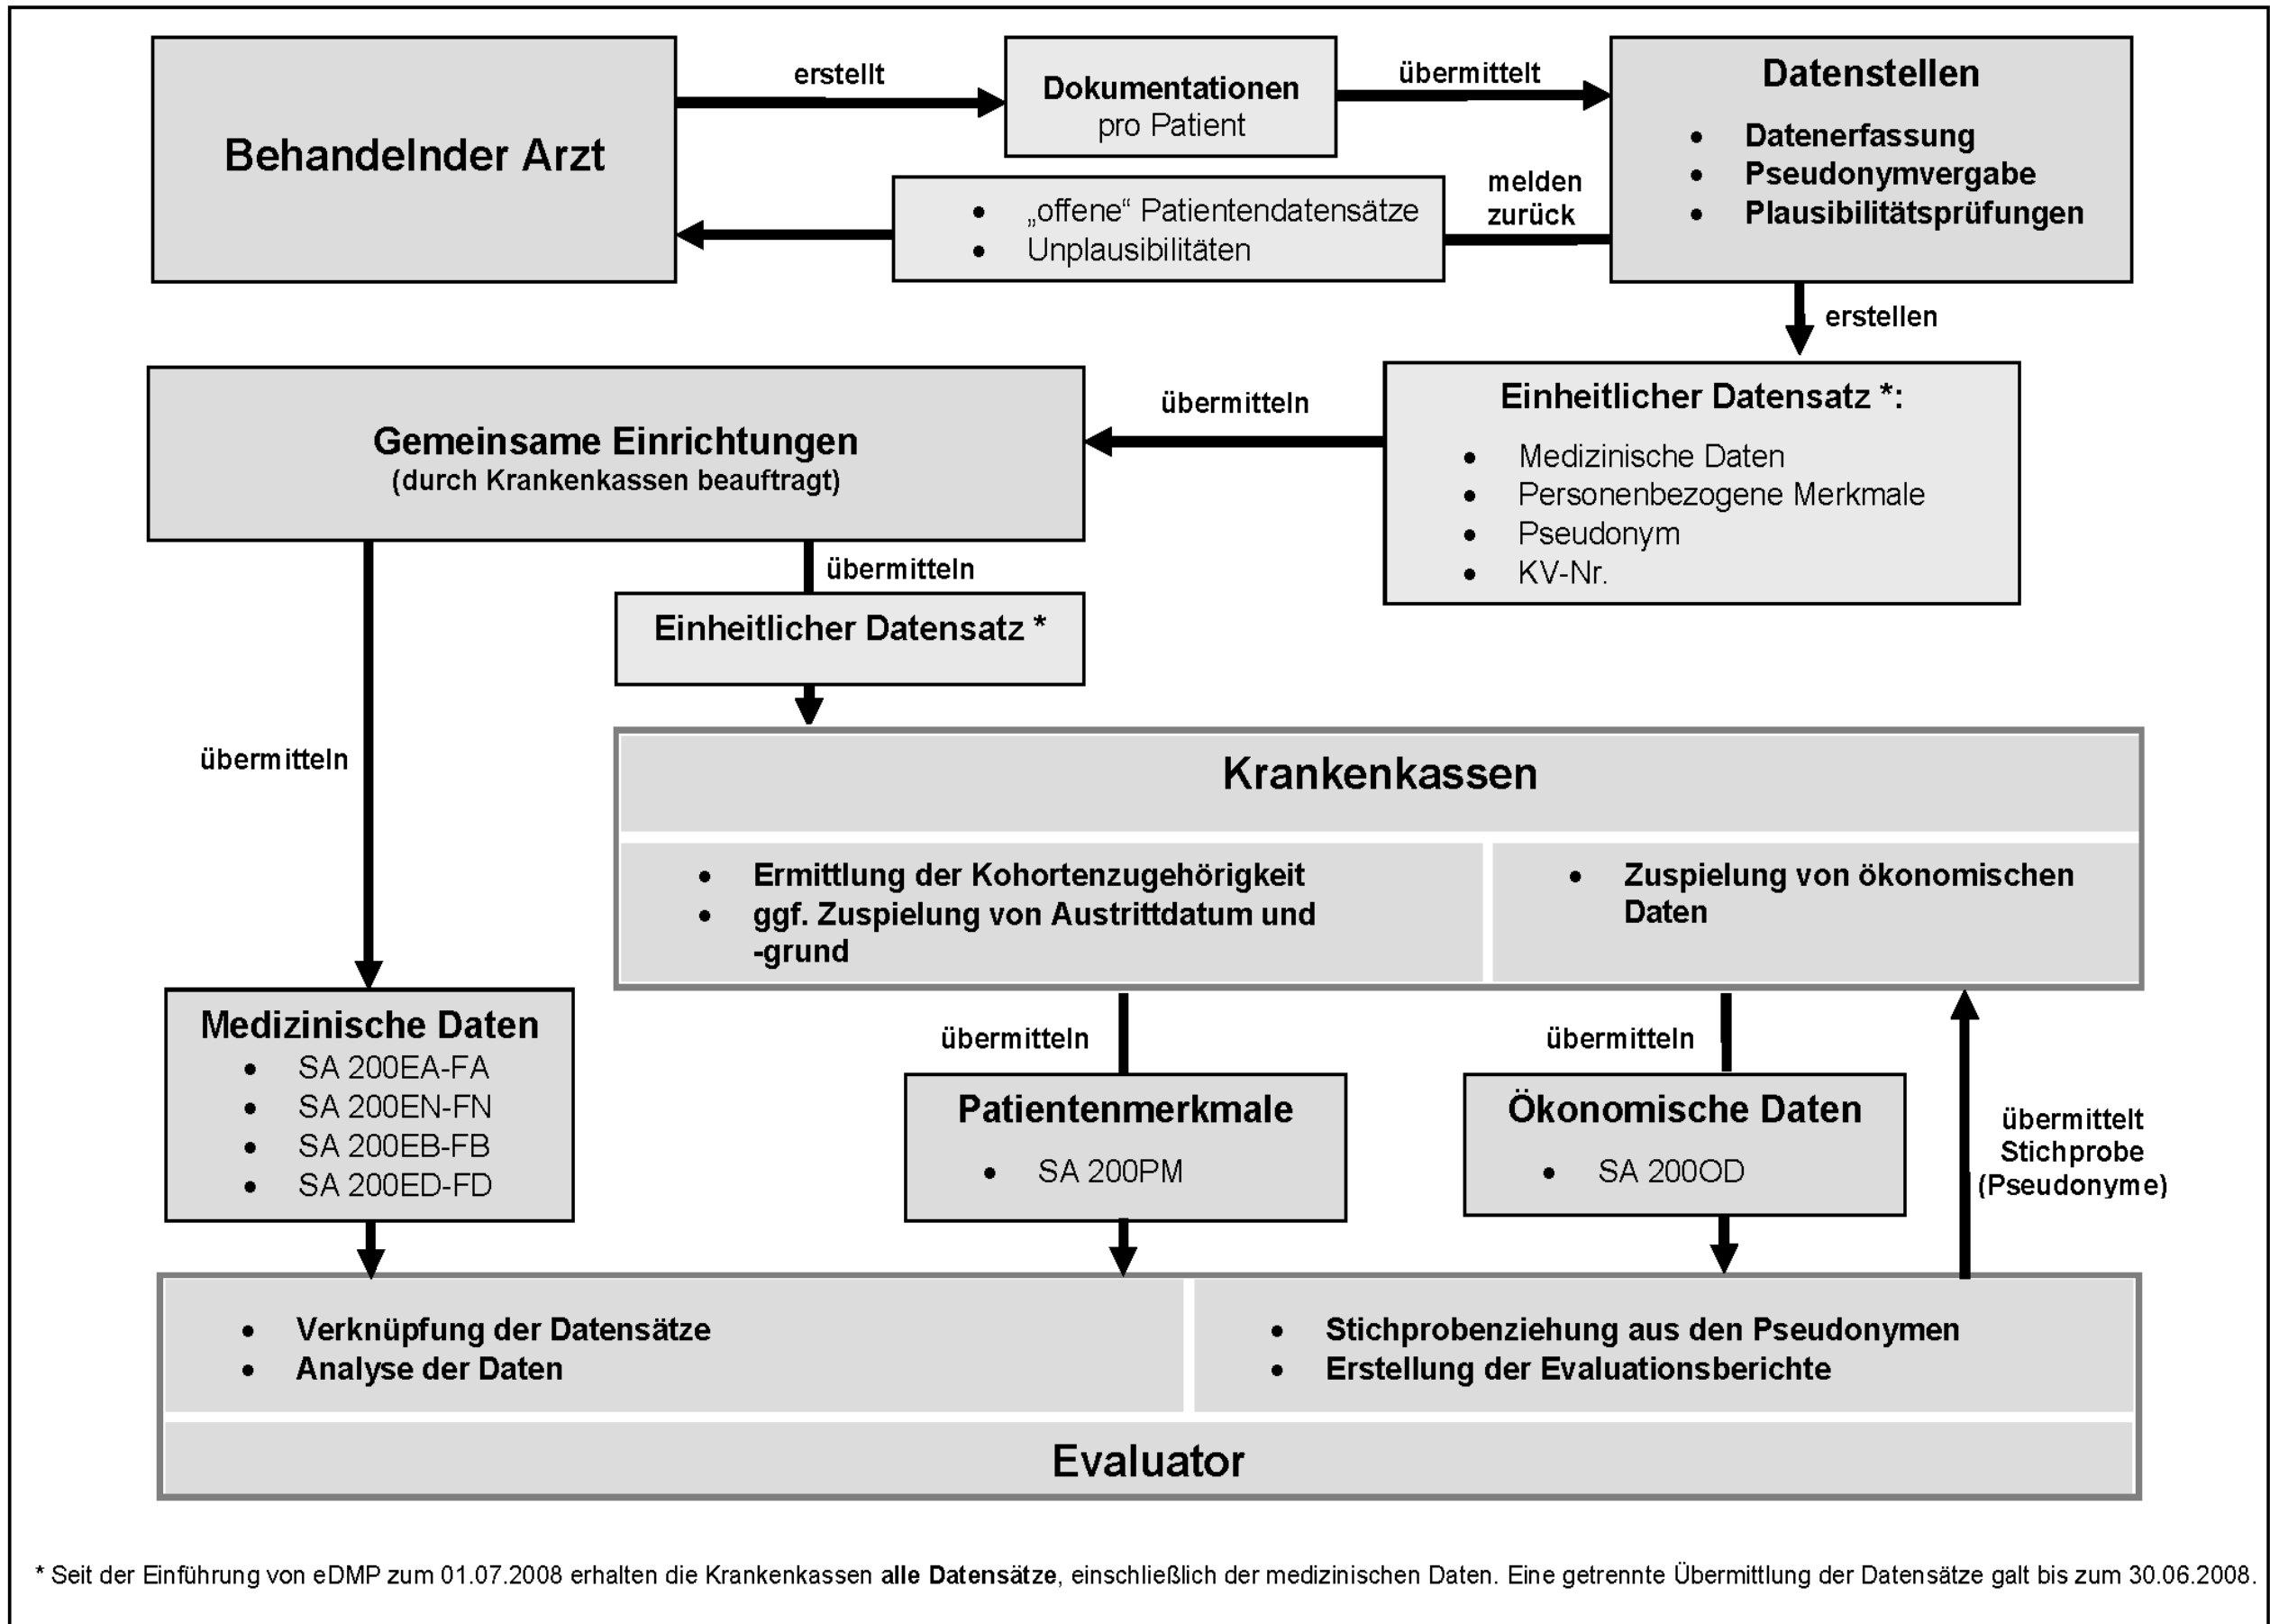 Behandelnder Arzt
erstellt
Dokumentationen
pro Patient
übermittelt
Datenstellen
• Datenerfassung
• Pseudonymvergabe
• Plausibilitätsprüfungen
melden
zurück
• „offene“ Patientendatensätze
• Unplausibilitäten
erstellen
Einheitlicher Datensatz *:
• Medizinische Daten
• Personenbezogene Merkmale
• Pseudonym
• KV-Nr.
übermitteln
Gemeinsame Einrichtungen
(durch Krankenkassen beauftragt)
übermitteln
Einheitlicher Datensatz *
übermitteln
Krankenkassen
• Ermittlung der Kohortenzugehörigkeit
• ggf. Zuspielung von Austrittdatum und
-grund
• Zuspielung von ökonomischen
Daten
Medizinische Daten
• SA 200EA-FA
• SA 200EN-FN
• SA 200EB-FB
• SA 200ED-FD
übermitteln
Patientenmerkmale
• SA 200PM
übermitteln
Ökonomische Daten
• SA 200OD
übermittelt
Stichprobe
(Pseudonyme)
• Verknüpfung der Datensätze
• Analyse der Daten
• Stichprobenziehung aus den Pseudonymen
• Erstellung der Evaluationsberichte
Evaluator
* Seit der Einführung von eDMP zum 01.07.2008 erhalten die Krankenkassen alle Datensätze, einschließlich der medizinischen Daten. Eine getrennte Übermittlung der Datensätze galt bis zum 30.06.2008.